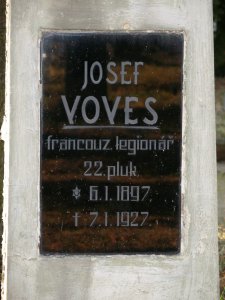 JOSEF
VOVES
francouz. legionář
22. pluk.
* 6.1.1897.
† 7.1.1927.